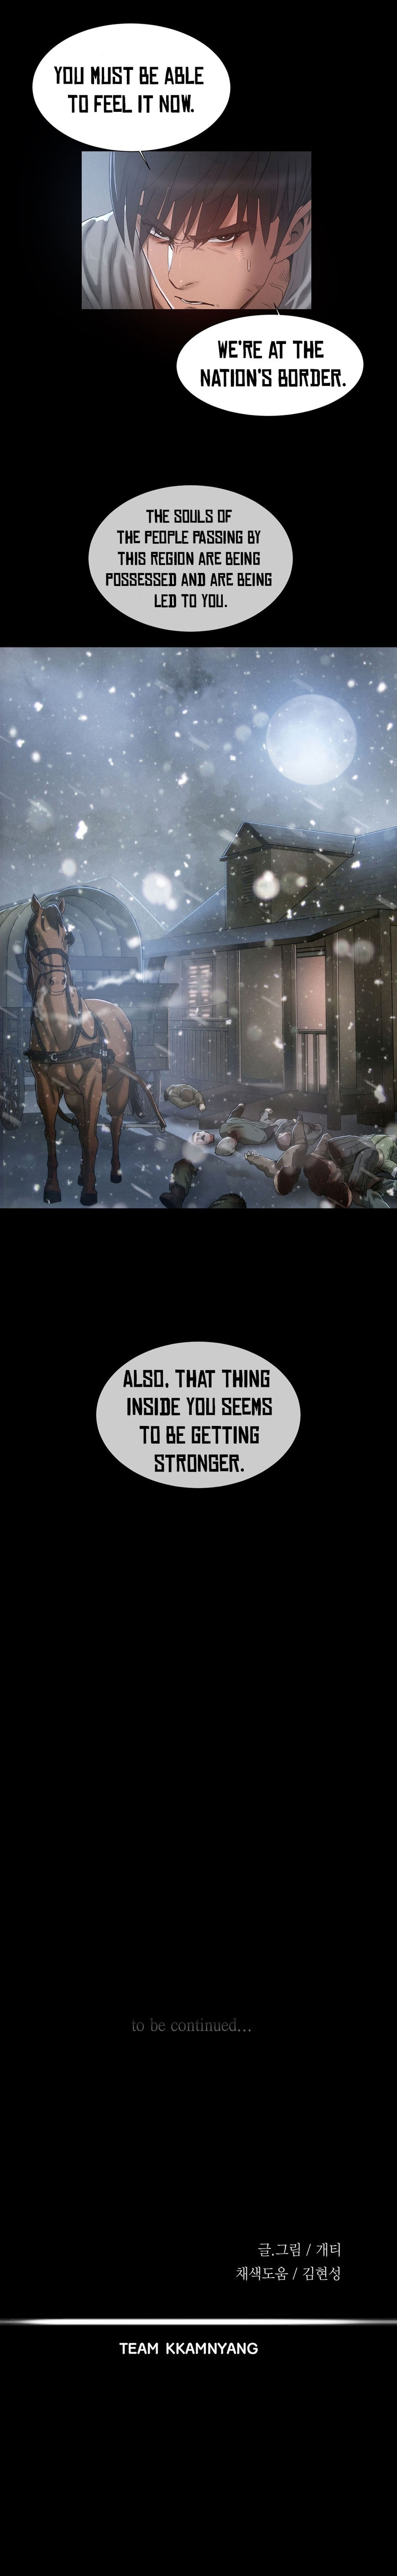 YOU MUST BE ABLE
TO FEEL IT NOW.
WE'RE AT THE
NATION'S BORDER.
THE SOULS OF
THE PEOPLE PASSING BY
THIS REGION ARE BEING
POSSESSED AND ARE BEING
LED TO YOU.
ALSO, THAT THING
INSIDE YOU SEEMS
TO BE GETTING
STRONGER.
to be continued...
글.그림 / 개티
채색도움 / 김현성
TEAM KKAMNYANG